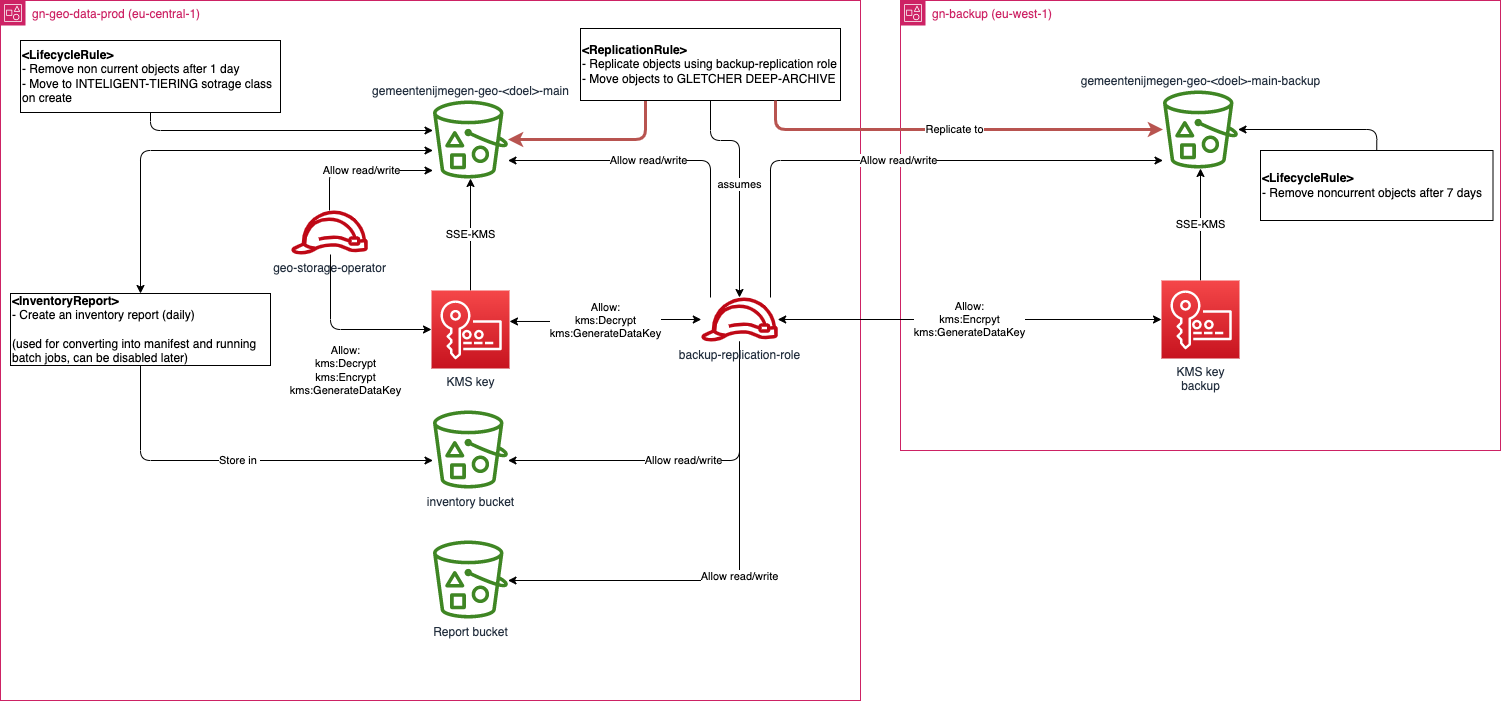 gn-geo-data-prod (eu-central-1)
<LifecycleRule>
- Remove non current objects after 1 day
- Move to INTELIGENT-TIERING sotrage class
on create
gemeentenijmegen-geo-<doel>-main
<ReplicationRule>
- Replicate objects using backup-replication role
- Move objects to GLETCHER DEEP-ARCHIVE
gn-backup (eu-west-1)
gemeentenijmegen-geo-<doel>-main-backup
Replicate to
Allow read/write
Allow read/write
Allow read/write
assumes
<LifecycleRule>
- Remove noncurrent objects after 7 days
SSE-KMS
SSE-KMS
geo-storage-operator
<InventoryReport>
- Create an inventory report (daily)
(used for converting into manifest and running
batch jobs, can be disabled later)
Allow:
kms:Decrypt
kms:Encrypt
kms:GenerateDataKey
KMS key
Allow:
kms:Decrypt
kms:GenerateDataKey
backup-replication-role
Allow:
kms:Enrcpyt
kms:GenerateDataKey
KMS key
backup
Store in
Allow read/write
inventory bucket
Allow read/write
Report bucket